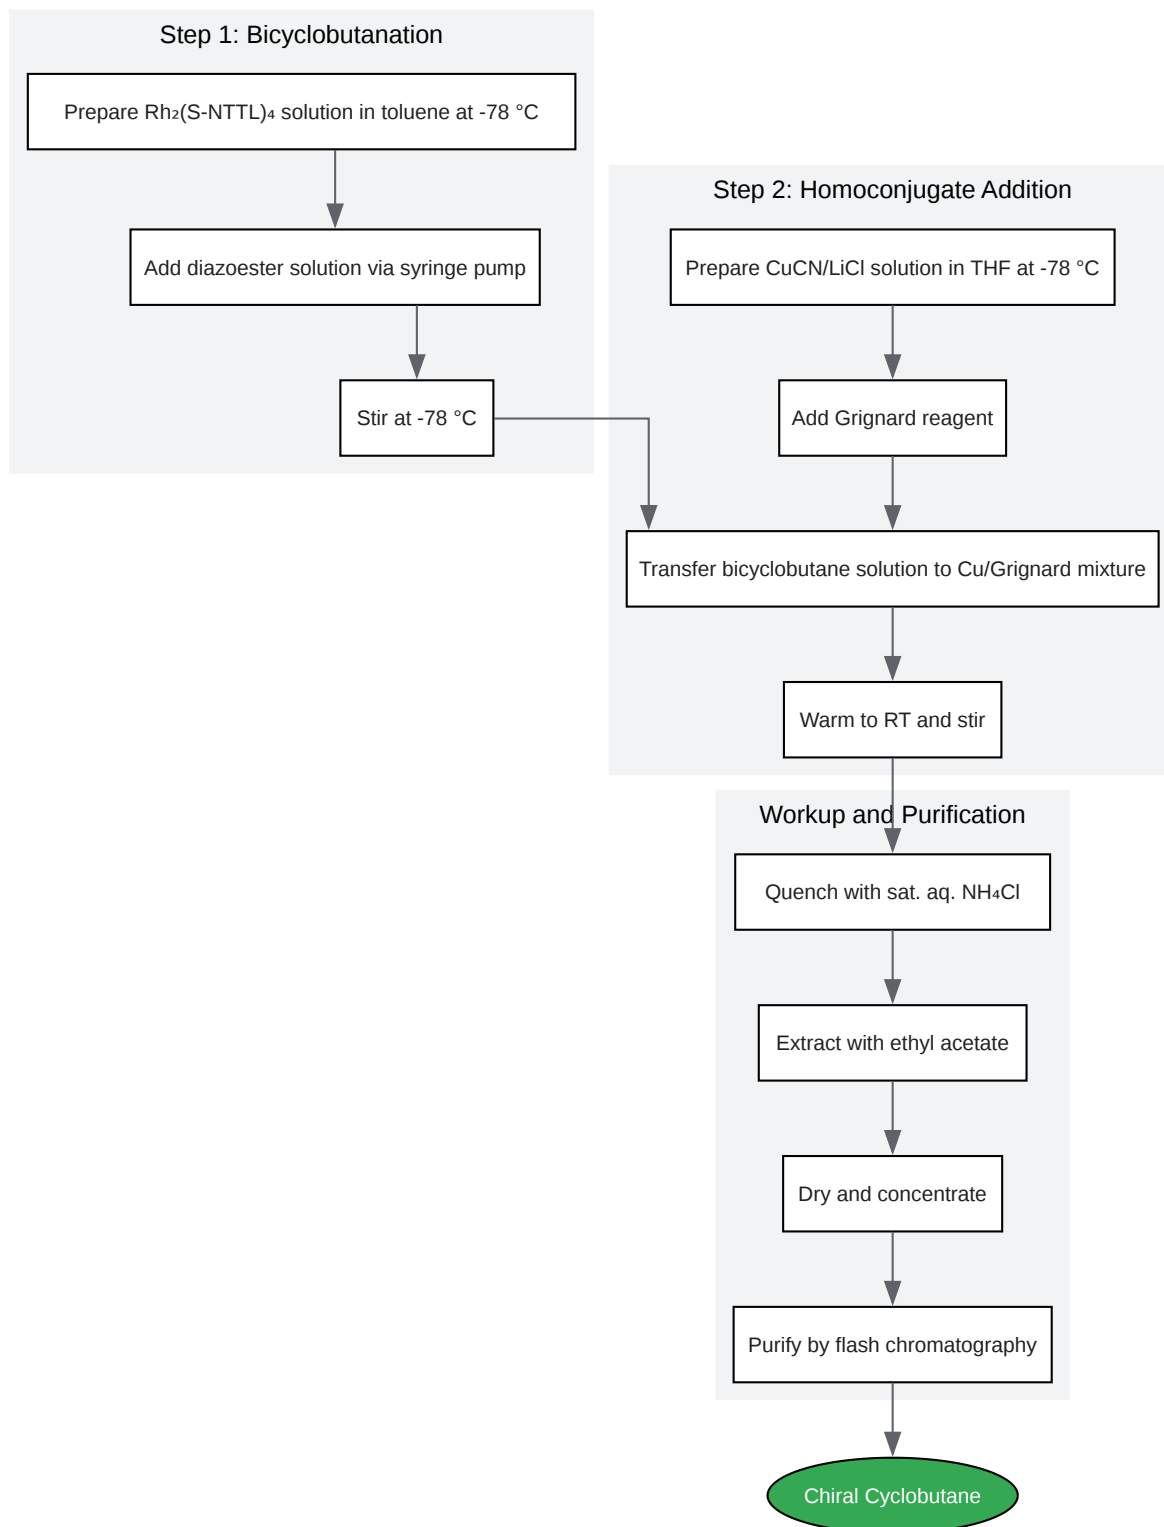 Step 1: Bicyclobutanation
Prepare Rh₂(S-NTTL)₄ solution in toluene at -78 °C
Add diazoester solution via syringe pump
Stir at -78 °C
Step 2: Homoconjugate Addition
Prepare CuCN/LiCl solution in THF at -78 °C
Add Grignard reagent
Transfer bicyclobutane solution to Cu/Grignard mixture
Warm to RT and stir
Workup and Purification
Quench with sat. aq. NH₄Cl
Extract with ethyl acetate
Dry and concentrate
Purify by flash chromatography
Chiral Cyclobutane